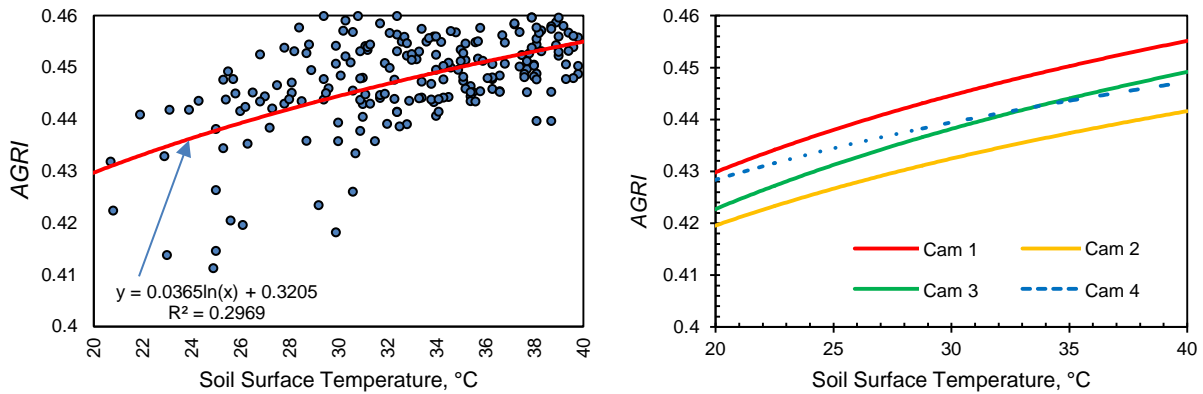 0.46
0.45
0.44
0.43
0.42
0.41
0.4
AGRI
y = 0.0365ln(x) + 0.3205
R² = 0.2969
20 22 24 26 28 30 32 34 36 38 40
Soil Surface Temperature, °C
0.46
0.45
0.44
0.43
0.42
0.41
0.4
AGRI
Cam 1 Cam 2
Cam 3 Cam 4
20 25 30 35 40
Soil Surface Temperature, °C